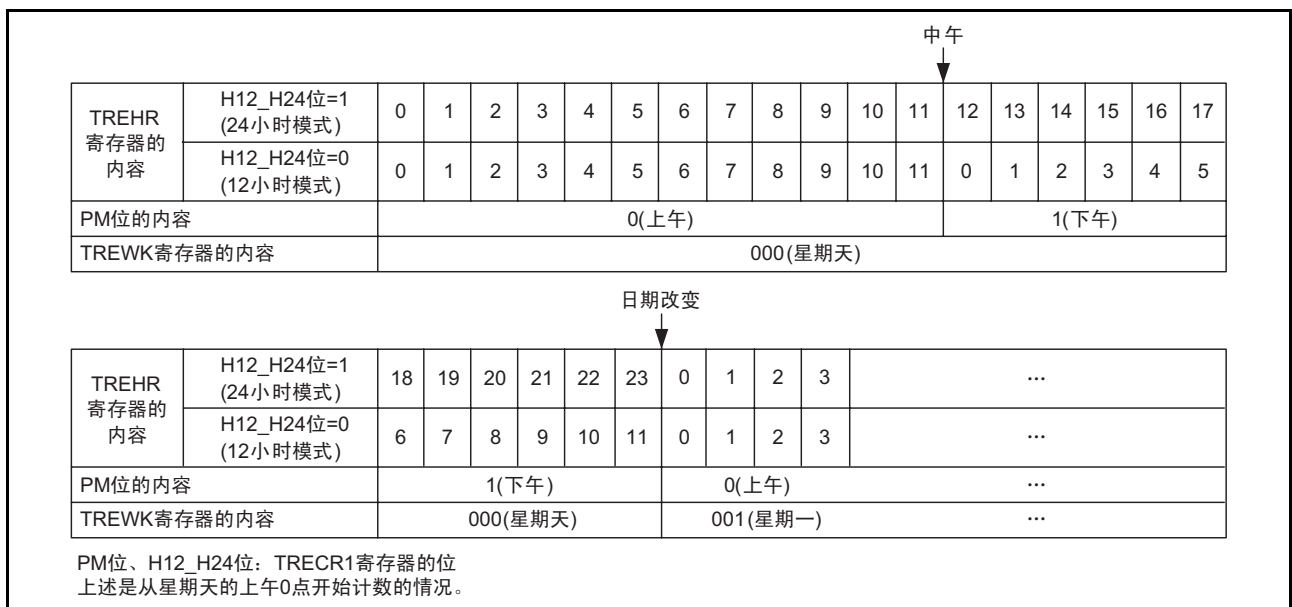 中午
TREHR
寄存器的
内容
H12_H24位=1
(24小时模式)
0 1 2 3 4 5 6 7 8 9 10 11 12 13 14 15 16 17
H12_H24位=0
(12小时模式)
0 1 2 3 4 5 6 7 8 9 10 11 0 1 2 3 4 5
PM位的内容 0(上午) 1(下午)
TREWK寄存器的内容 000(星期天)
日期改变
TREHR
寄存器的
内容
H12_H24位=1
(24小时模式)
18 19 20 21 22 23 0 1 2 3 …
H12_H24位=0
(12小时模式)
6 7 8 9 10 11 0 1 2 3 …
PM位的内容 1(下午) 0(上午) …
TREWK寄存器的内容 000(星期天) 001(星期一) …
PM位、H12_H24位：TRECR1寄存器的位
上述是从星期天的上午0点开始计数的情况。